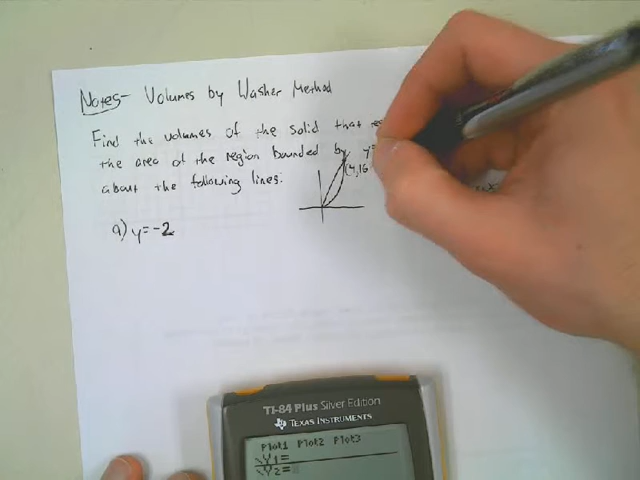 Notes- Volumes by Washer Method
Find the volumes of the solid that
the area of the region bounded by y=
(4,16
about the following lines:
a) y=-2
TI-84 Plus Silver Edition
TEXAS INSTRUMENTS
Plot1 Plot2 Plot3
Y1=
Y2=